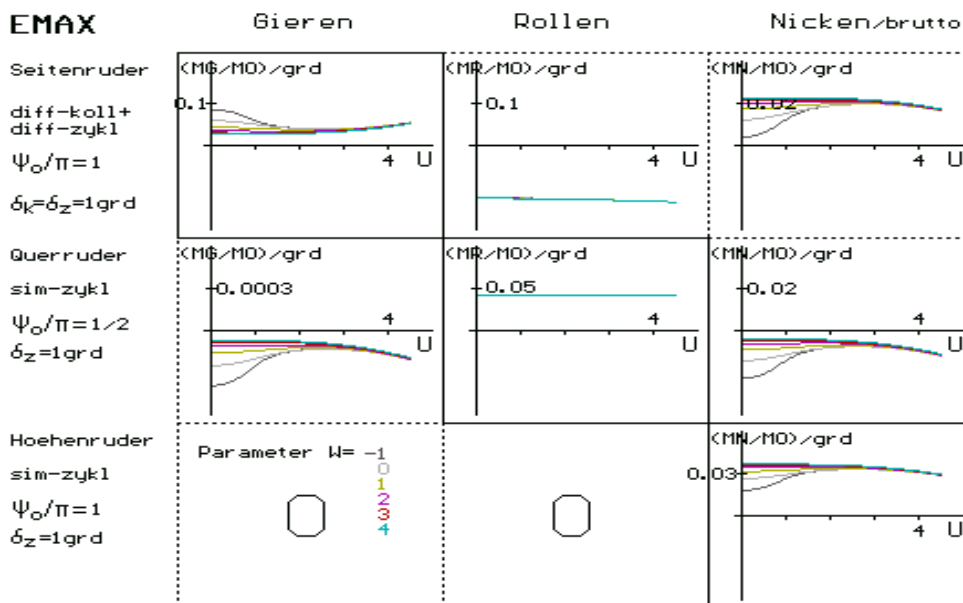 EMAX Gieren Rollen Nicken/brutto
Seitenruder
diff-koll+
diff-zykl
Ψo/π=1
δk=δz=1grd
(MG/MO)/grd
0.1
4 U
(MR/MO)/grd
0.1
4 U
(MN/MO)/grd
0.02
4 U
Querruder
sim-zykl
Ψo/π=1/2
δz=1grd
(MG/MO)/grd
0.0003
4
U
(MR/MO)/grd
0.05
4
U
(MN/MO)/grd
0.02
4
U
Hoehenruder
sim-zykl
Ψo/π=1
δz=1grd
Parameter W= -1
0
1
2
3
4
0
0
(MN/MO)/grd
0.03
4 U